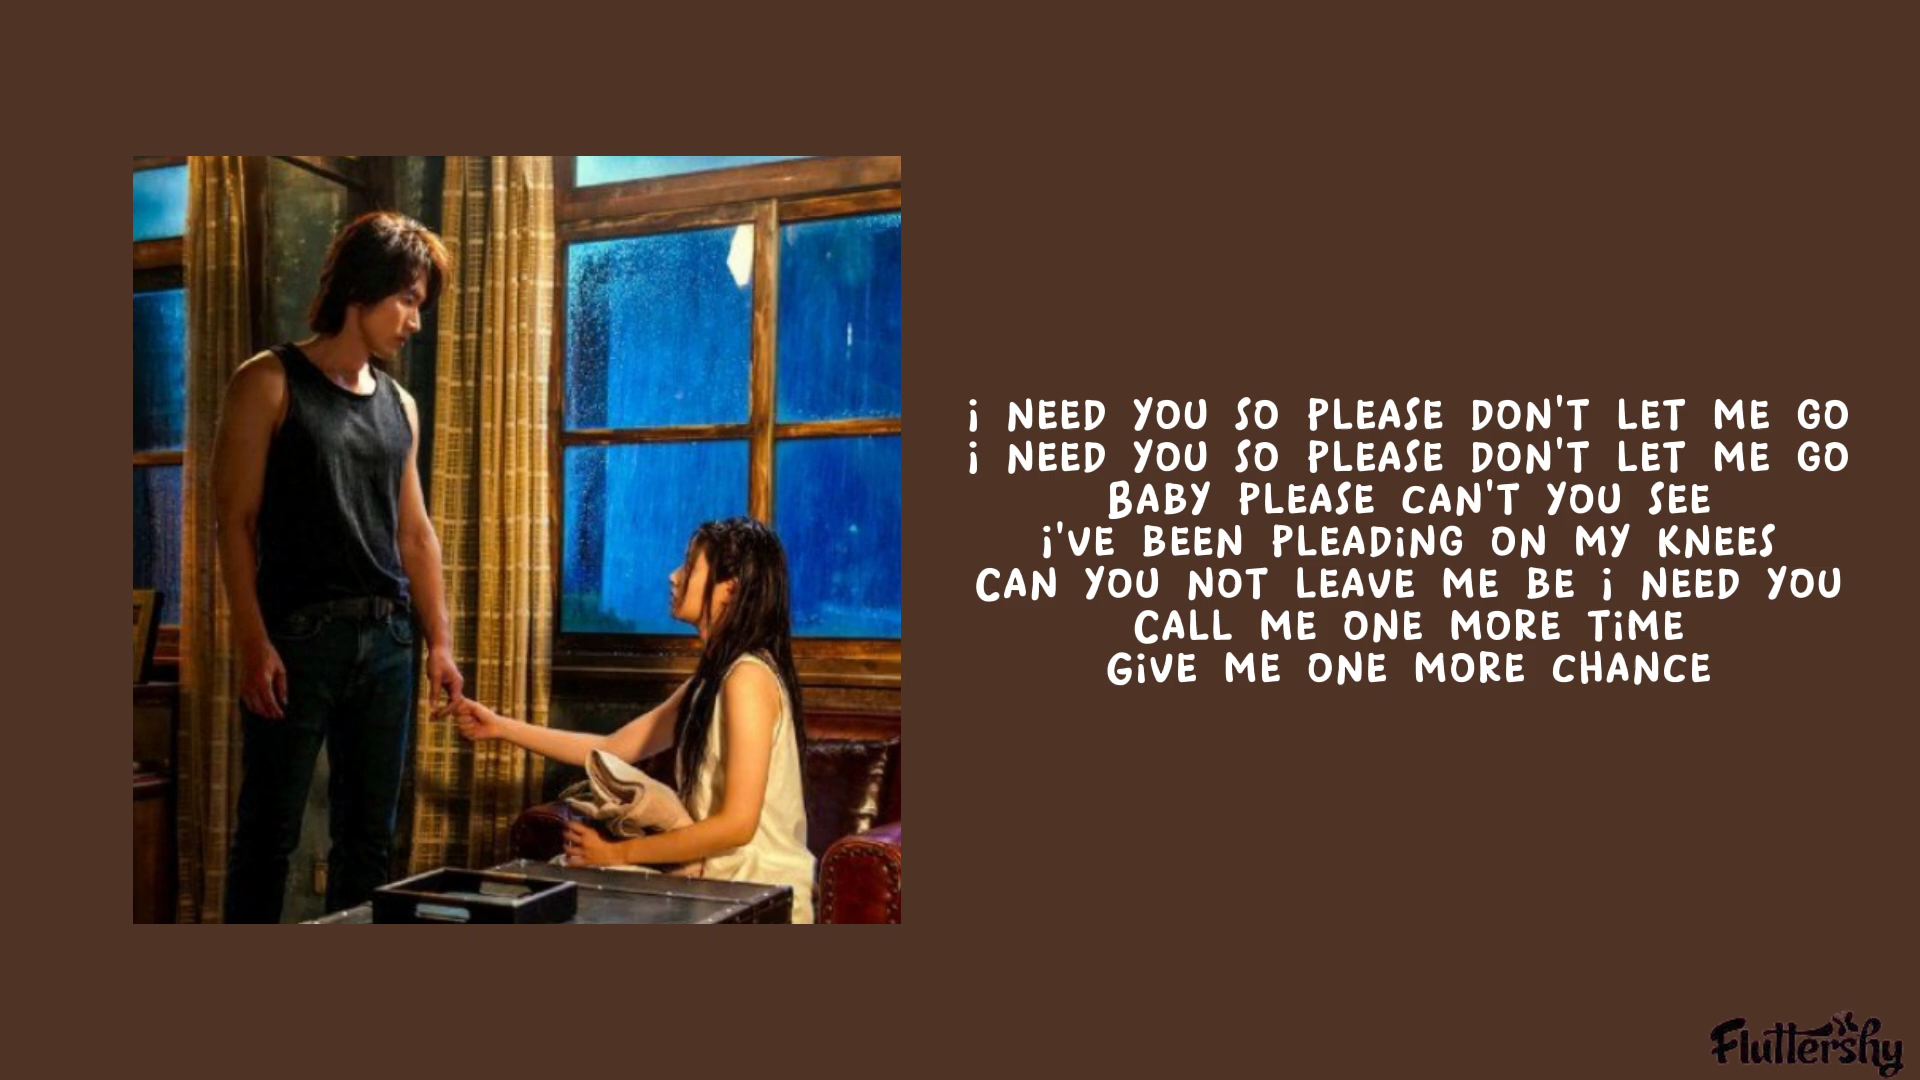 i NEED YOU SO PLEASE DON'T LET ME GO
i NEED YOU SO PLEASE DON'T LET ME GO
BABY PLEASE CAN'T YOU SEE
i'VE BEEN PLEADiNG ON MY KNEES
CAN YOU NOT LEAVE ME BE i NEED YOU
CALL ME ONE MORE TiME
GiVE ME ONE MORE CHANCE
Fluttershy